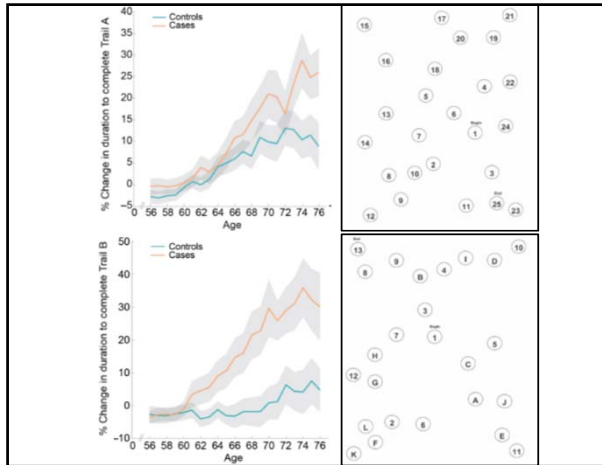 Controls
Cases
% Change in duration to complete Trail A
40
35
30
25
20
15
10
5
0
−5
56 58 60 62 64 66 68 70 72 74 76
Age
17
21
15
20
19
16
18
4
22
5
13
6
Begin
1
24
7
14
2
8
10
3
9
11
End
25
23
12
Controls
Cases
% Change in duration to complete Trail B
50
40
30
20
10
0
−10
56 58 60 62 64 66 68 70 72 74 76
Age
End
13
10
9
I
D
8
B
4
3
Begin
1
7
5
H
C
12
G
A
J
L
2
6
E
F
K
11